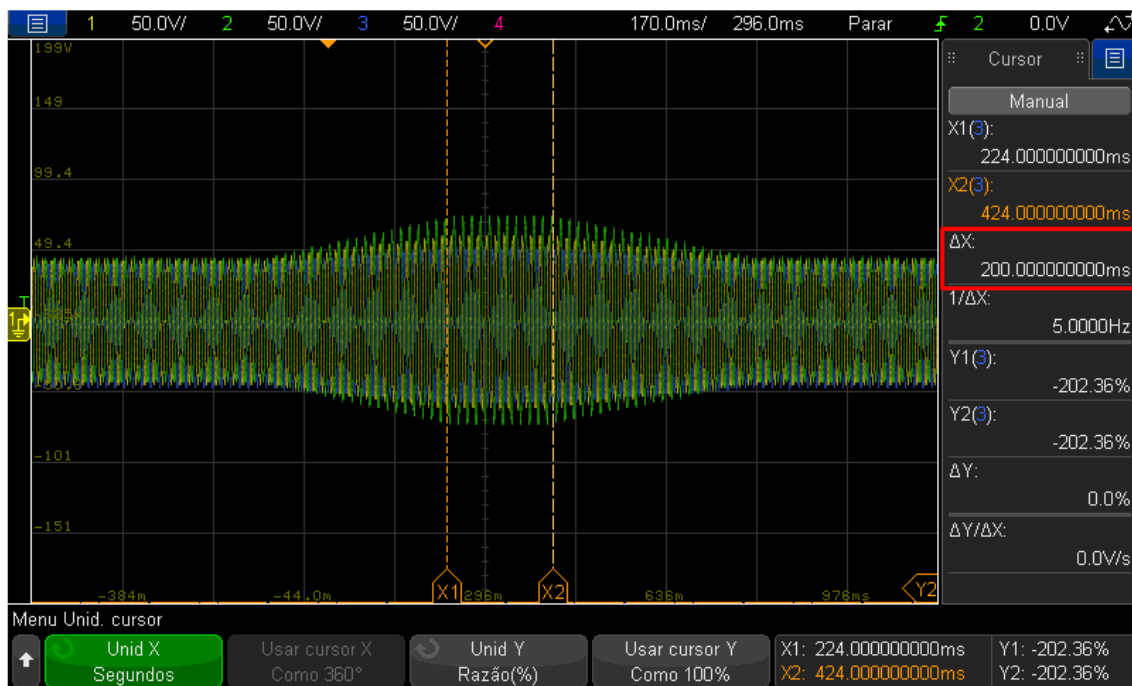 1 50.0V/ 2 50.0V/ 3 50.0V/ 4 170.0ms/ 296.0ms Parar 2 0.0V
199V
149
99.4
49.4
-101
-151
-384m -44.0m 296m 636m 976ms
T
1
X1 X2 Y2
Cursor
Manual
X1(3):
224.000000000ms
X2(3):
424.000000000ms
ΔX:
200.000000000ms
1/ΔX:
5.0000Hz
Y1(3):
-202.36%
Y2(3):
-202.36%
ΔY:
0.0%
ΔY/ΔX:
0.0V/s
Menu Unid. cursor
Unid X
Segundos
Usar cursor X
Como 360°
Unid Y
Razão(%)
Usar cursor Y
Como 100%
X1: 224.000000000ms
X2: 424.000000000ms
Y1: -202.36%
Y2: -202.36%